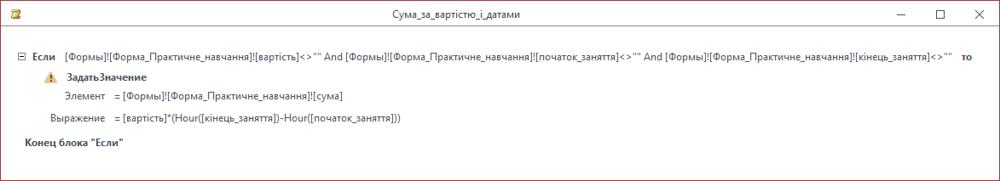 Сума_за_вартістю_і_датами
Если [Формы]![Форма_Практичне_навчання]![вартість]<>"" And [Формы]![Форма_Практичне_навчання]![початок_заняття]<>"" And [Формы]![Форма_Практичне_навчання]![кінець_заняття]<>"" то
ЗадатьЗначение
Элемент = [Формы]![Форма_Практичне_навчання]![сума]
Выражение = [вартість]*(Hour([кінець_заняття])-Hour([початок_заняття]))
Конец блока "Если"